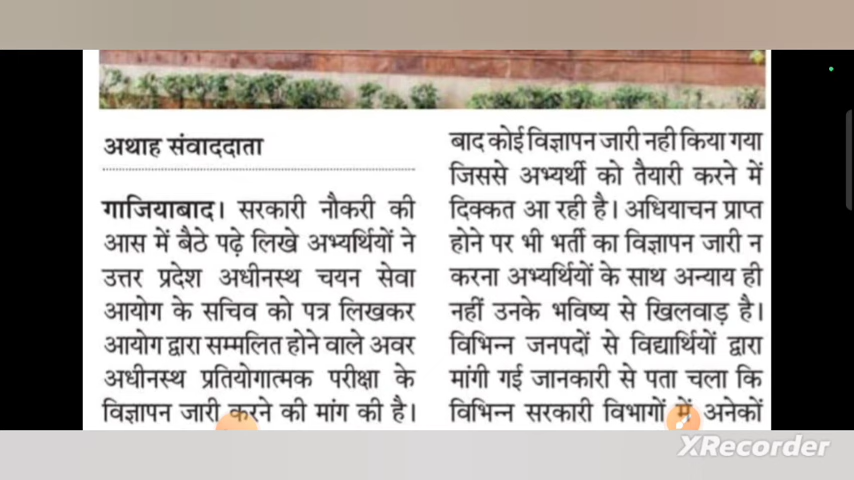 अथाह संवाददाता
गाजियाबाद। सरकारी नौकरी की
आस में बैठे पढ़े लिखे अभ्यर्थियों ने
उत्तर प्रदेश अधीनस्थ चयन सेवा
आयोग के सचिव को पत्र लिखकर
आयोग द्वारा सम्मलित होने वाले अवर
अधीनस्थ प्रतियोगात्मक परीक्षा के
विज्ञापन जारी करने की मांग की है।
बाद कोई विज्ञापन जारी नही किया गया
जिससे अभ्यर्थी को तैयारी करने में
दिक्कत आ रही है। अधियाचन प्राप्त
होने पर भी भर्ती का विज्ञापन जारी न
करना अभ्यर्थियों के साथ अन्याय ही
नहीं उनके भविष्य से खिलवाड़ है।
विभिन्न जनपदों से विद्यार्थियों द्वारा
मांगी गई जानकारी से पता चला कि
विभिन्न सरकारी विभागों में अनेकों
XRecorder